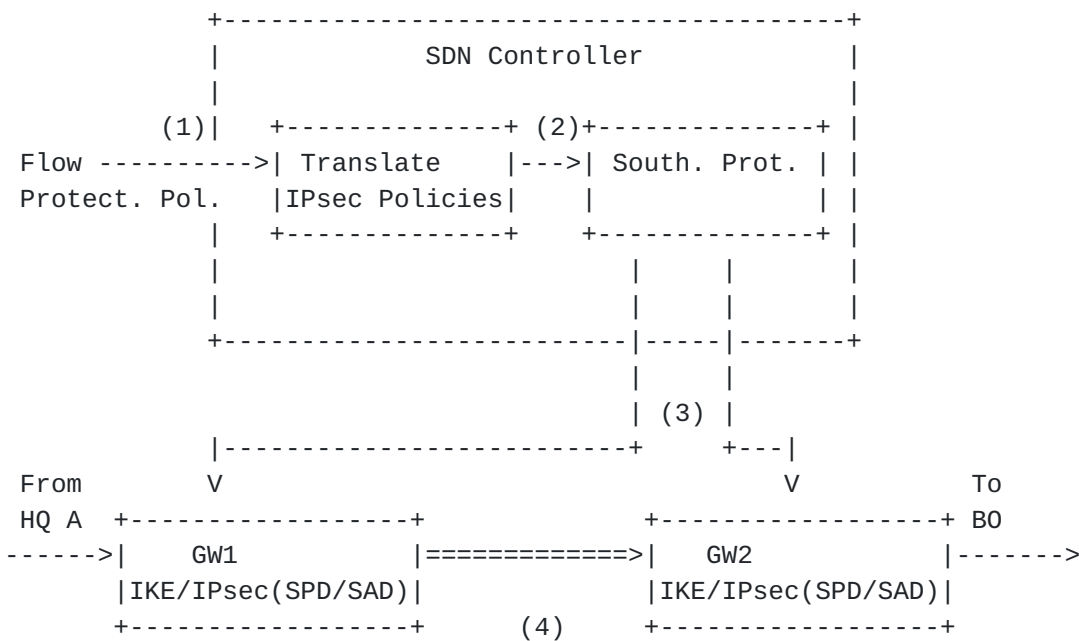 SDN Controller
(1) (2)
Flow Translate South. Prot.
Protect. Pol. IPsec Policies
(3)
From V V To
HQ A BO
GW1 GW2
IKE/IPsec(SPD/SAD) IKE/IPsec(SPD/SAD)
(4)